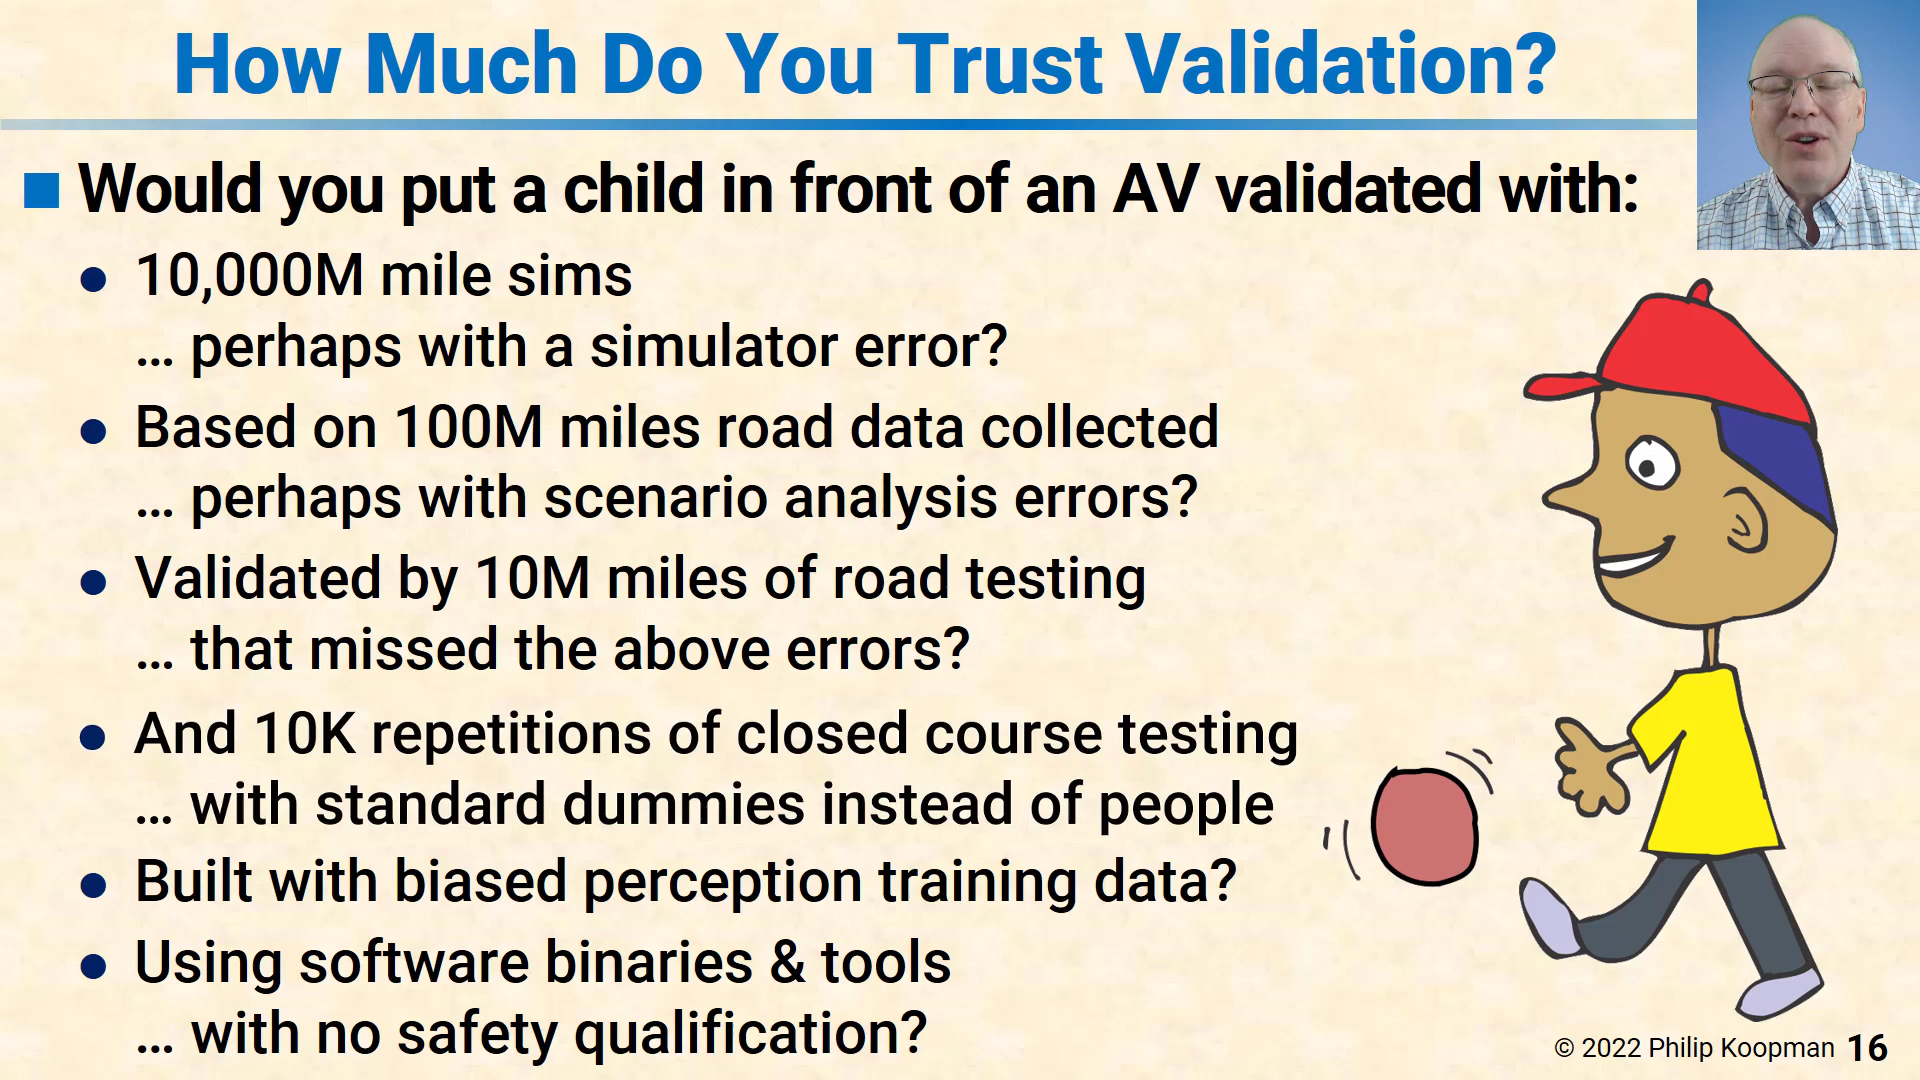 How Much Do You Trust Validation?
Would you put a child in front of an AV validated with:
10,000M mile sims
... perhaps with a simulator error?
Based on 100M miles road data collected
... perhaps with scenario analysis errors?
Validated by 10M miles of road testing
... that missed the above errors?
And 10K repetitions of closed course testing
... with standard dummies instead of people
Built with biased perception training data?
Using software binaries & tools
... with no safety qualification?
© 2022 Philip Koopman 16